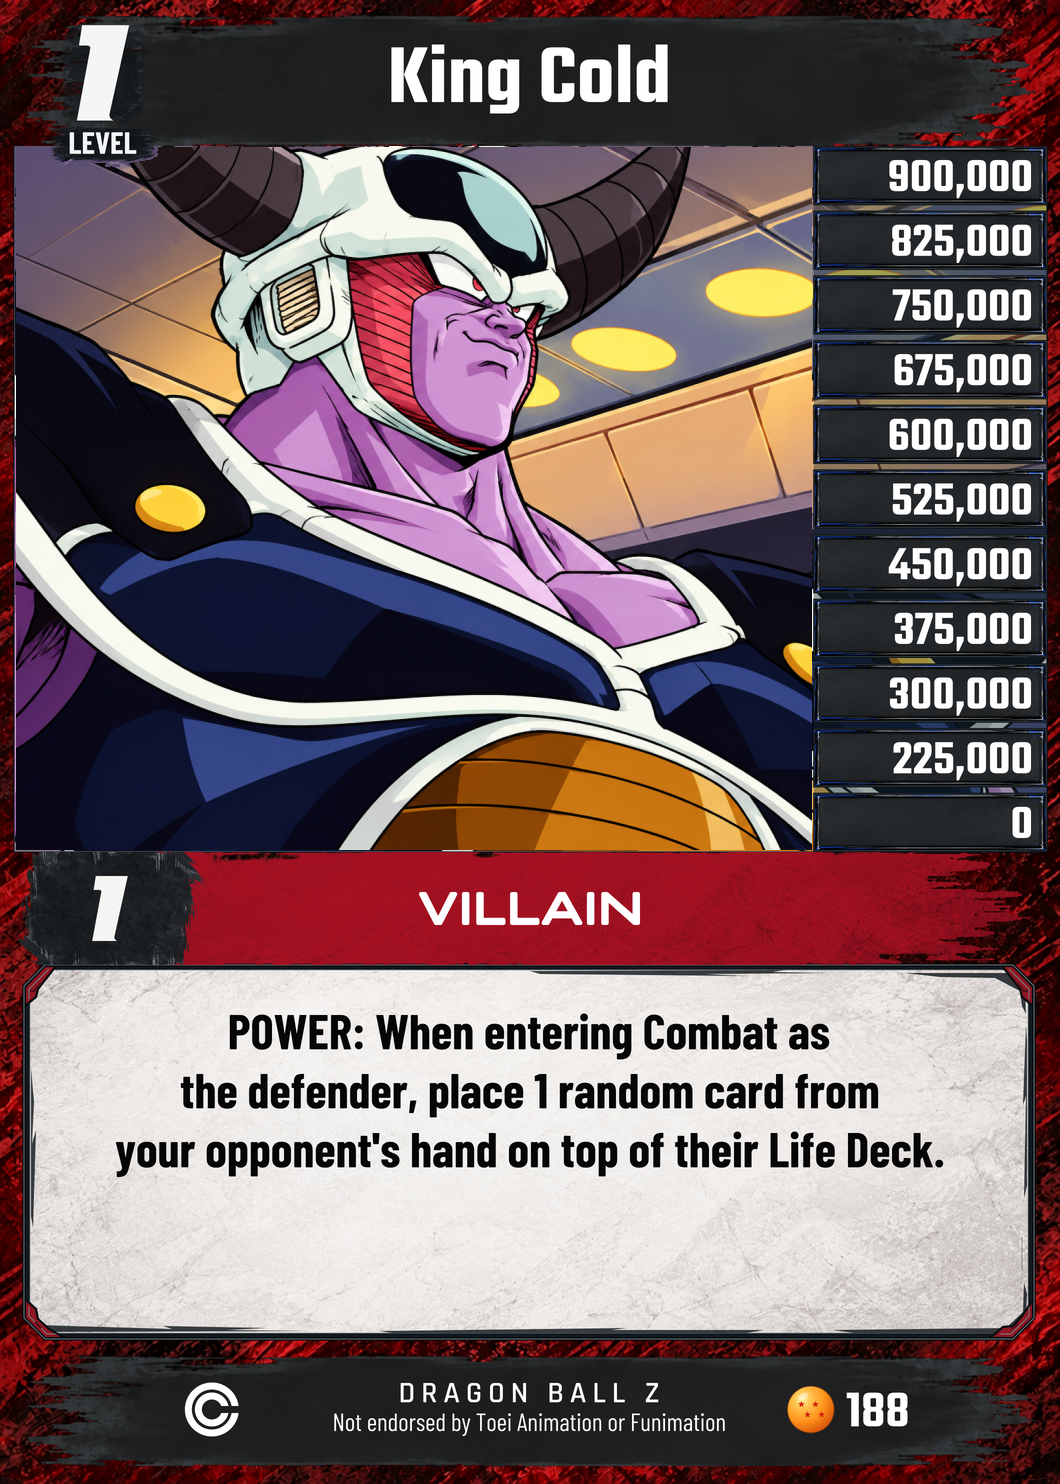 1
LEVEL
King Cold
900,000
825,000
750,000
675,000
600,000
525,000
450,000
375,000
300,000
225,000
0
1
VILLAIN
POWER: When entering Combat as
the defender, place 1 random card from
your opponent's hand on top of their Life Deck.
DRAGON BALL Z
Not endorsed by Toei Animation or Funimation
188